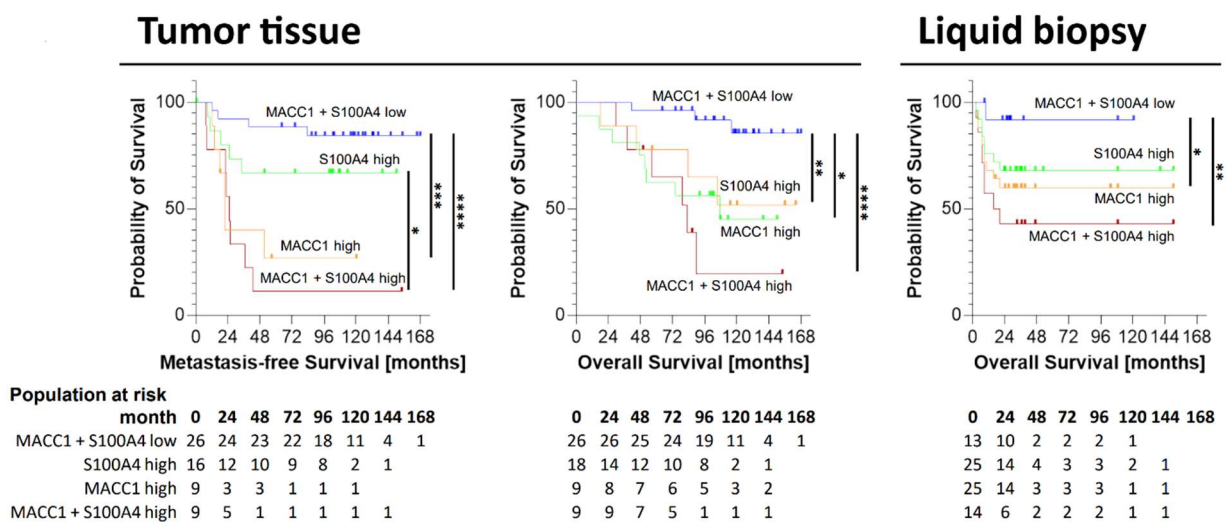 Tumor tissue
Liquid biopsy
Probability of Survival
100
50
0
MACC1 + S100A4 low
S100A4 high
MACC1 high
MACC1 + S100A4 high
*
***
****
0 24 48 72 96 120 144 168
Metastasis-free Survival [months]
Probability of Survival
100
50
0
MACC1 + S100A4 low
S100A4 high
MACC1 high
MACC1 + S100A4 high
**
*
****
0 24 48 72 96 120 144 168
Overall Survival [months]
Probability of Survival
100
50
0
MACC1 + S100A4 low
S100A4 high
MACC1 high
MACC1 + S100A4 high
*
**
0 24 48 72 96 120 144 168
Overall Survival [months]
Population at risk
month 0 24 48 72 96 120 144 168 0 24 48 72 96 120 144 168 0 24 48 72 96 120 144 168
MACC1 + S100A4 low 26 24 23 22 18 11 4 1 26 26 25 24 19 11 4 1 13 10 2 2 2 1
S100A4 high 16 12 10 9 8 2 1 18 14 12 10 8 2 1 25 14 4 3 3 2 1
MACC1 high 9 3 3 1 1 1 9 8 7 6 5 3 2 25 14 3 3 3 1 1
MACC1 + S100A4 high 9 5 1 1 1 1 1 9 9 7 5 1 1 1 14 6 2 2 2 1 1